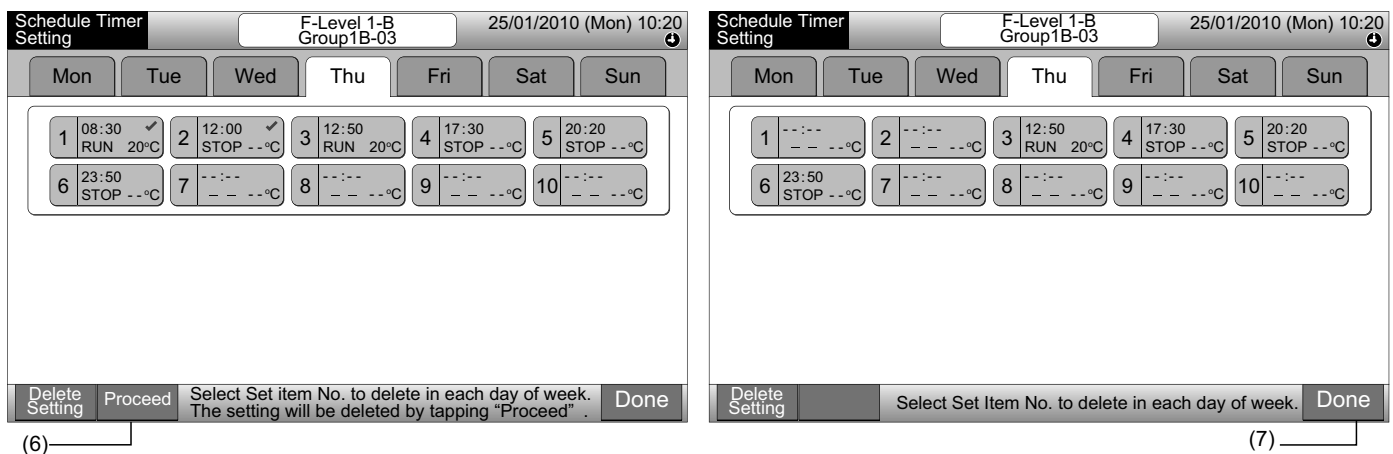 Schedule Timer
Setting
F-Level 1-B
Group1B-03
25/01/2010 (Mon) 10:20
Mon Tue Wed Thu Fri Sat Sun
1 08:30 ✔ RUN 20°C
2 12:00 ✔ STOP --°C
3 12:50 RUN 20°C
4 17:30 STOP --°C
5 20:20 STOP --°C
6 23:50 STOP --°C
7 --:-- – – --°C
8 --:-- – – --°C
9 --:-- – – --°C
10 --:-- – – --°C
Delete
Setting
Proceed
Select Set item No. to delete in each day of week.
The setting will be deleted by tapping “Proceed” .
Done
(6)
Schedule Timer
Setting
F-Level 1-B
Group1B-03
25/01/2010 (Mon) 10:20
Mon Tue Wed Thu Fri Sat Sun
1 --:-- – – --°C
2 --:-- – – --°C
3 12:50 RUN 20°C
4 17:30 STOP --°C
5 20:20 STOP --°C
6 23:50 STOP --°C
7 --:-- – – --°C
8 --:-- – – --°C
9 --:-- – – --°C
10 --:-- – – --°C
Delete
Setting
Select Set Item No. to delete in each day of week.
Done
(7)